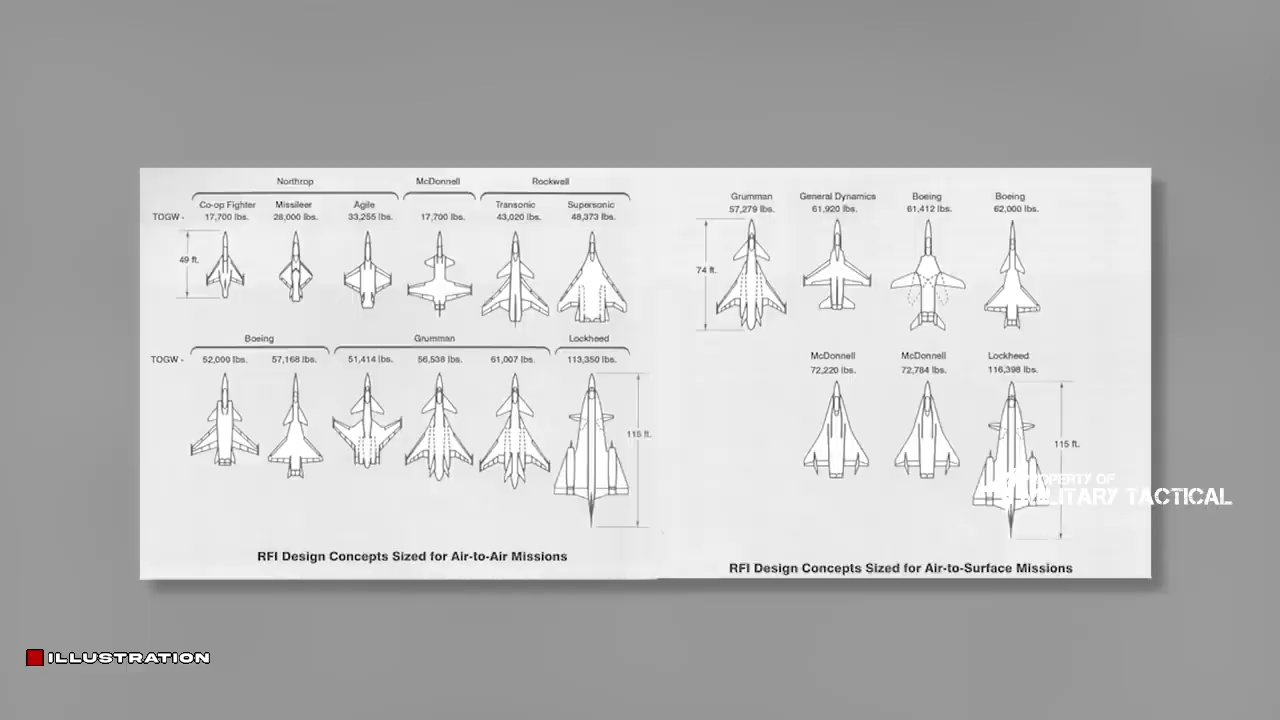 Northrop McDonnell Rockwell
Co-op Fighter Missileer Agile Transonic Supersonic
TOGW - 17,700 lbs. 28,000 lbs. 33,255 lbs. 17,700 lbs. 43,020 lbs. 48,373 lbs.
49 ft.
Boeing Grumman Lockheed
TOGW - 52,000 lbs. 57,168 lbs. 51,414 lbs. 56,538 lbs. 61,007 lbs. 113,350 lbs.
115 ft.
RFI Design Concepts Sized for Air-to-Air Missions
Grumman General Dynamics Boeing Boeing
57,279 lbs. 61,920 lbs. 61,412 lbs. 62,000 lbs.
74 ft.
McDonnell McDonnell Lockheed
72,220 lbs. 72,784 lbs. 116,398 lbs.
115 ft.
RFI Design Concepts Sized for Air-to-Surface Missions
PROPERTY OF
MILITARY TACTICAL
ILLUSTRATION